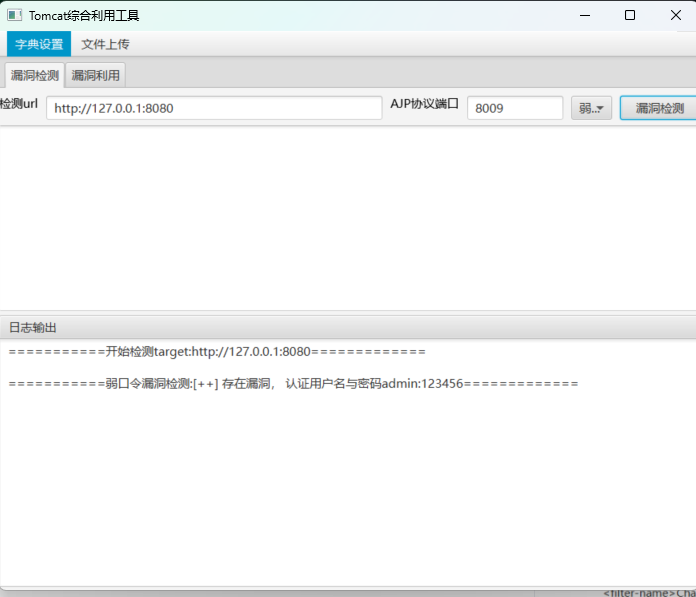 Tomcat综合利用工具
字典设置 文件上传
漏洞检测 漏洞利用
检测url http://127.0.0.1:8080 AJP协议端口 8009 弱... 漏洞检测
日志输出
===========开始检测target:http://127.0.0.1:8080=============
===========弱口令漏洞检测:[++] 存在漏洞， 认证用户名与密码admin:123456=============
<filter-name>Cha